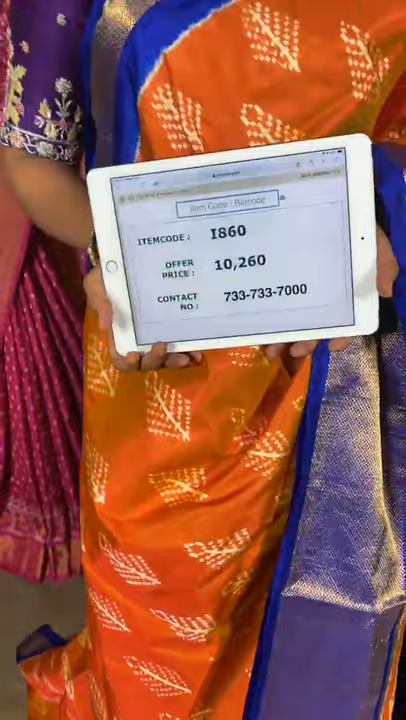 Item Code / Barcode
ITEMCODE : I860
OFFER PRICE : 10,260
CONTACT NO : 733-733-7000